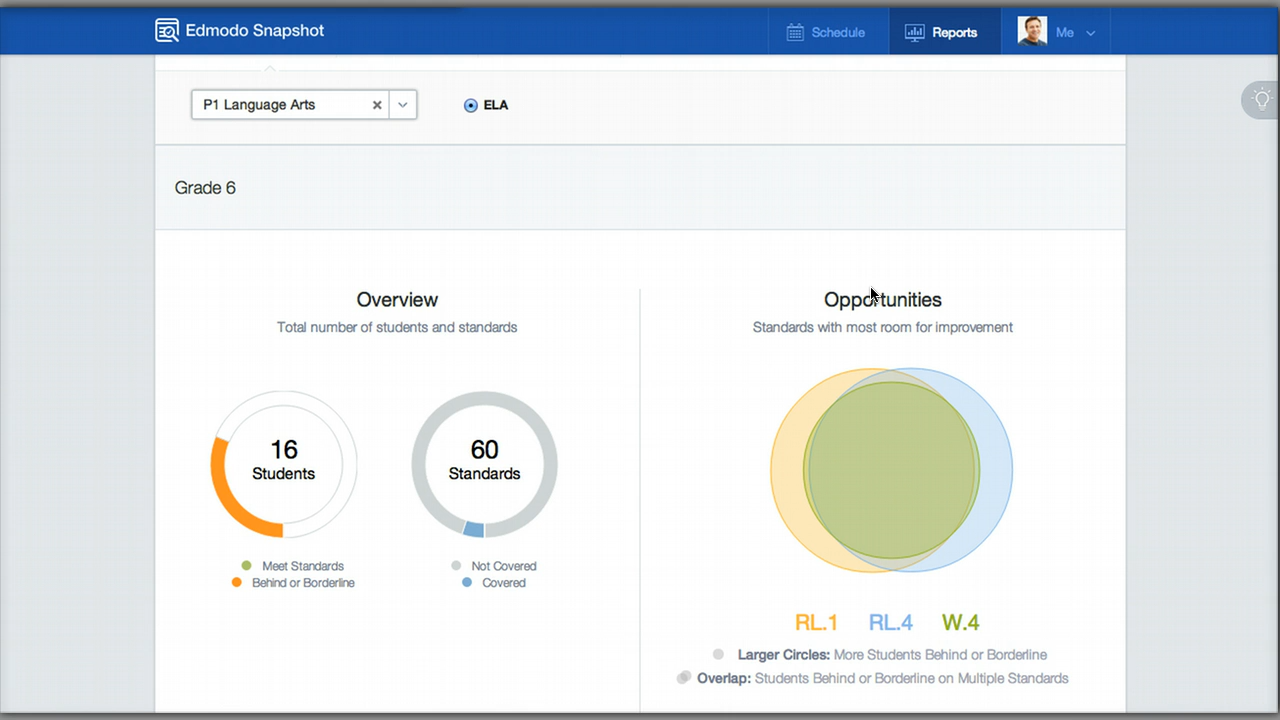 Edmodo Snapshot
Schedule
Reports
Me
P1 Language Arts
ELA
Grade 6
Overview
Total number of students and standards
16
Students
60
Standards
Meet Standards
Behind or Borderline
Not Covered
Covered
Opportunities
Standards with most room for improvement
RL.1 RL.4 W.4
Larger Circles: More Students Behind or Borderline
Overlap: Students Behind or Borderline on Multiple Standards